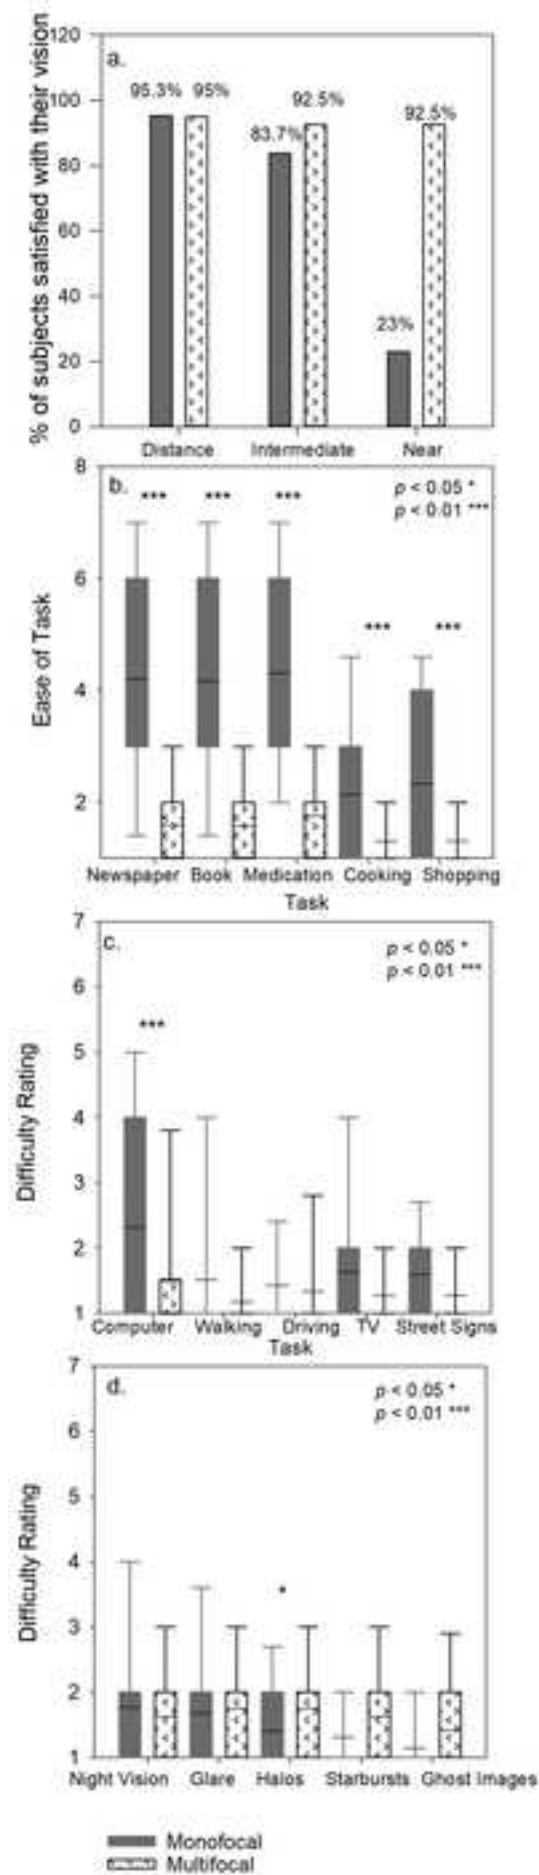 a.
% of subjects satisfied with their vision
120
100
80
60
40
20
0
95.3% 95%
83.7% 92.5%
23% 92.5%
Distance Intermediate Near
b.
p < 0.05 *
p < 0.01 ***
*** *** *** *** ***
Ease of Task
8
6
4
2
Newspaper Book Medication Cooking Shopping
Task
c.
p < 0.05 *
p < 0.01 ***
***
Difficulty Rating
7
6
5
4
3
2
1
Computer Walking Driving TV Street Signs
Task
d.
p < 0.05 *
p < 0.01 ***
*
Difficulty Rating
7
6
5
4
3
2
1
Night Vision Glare Halos Starbursts Ghost Images
Monofocal
Multifocal